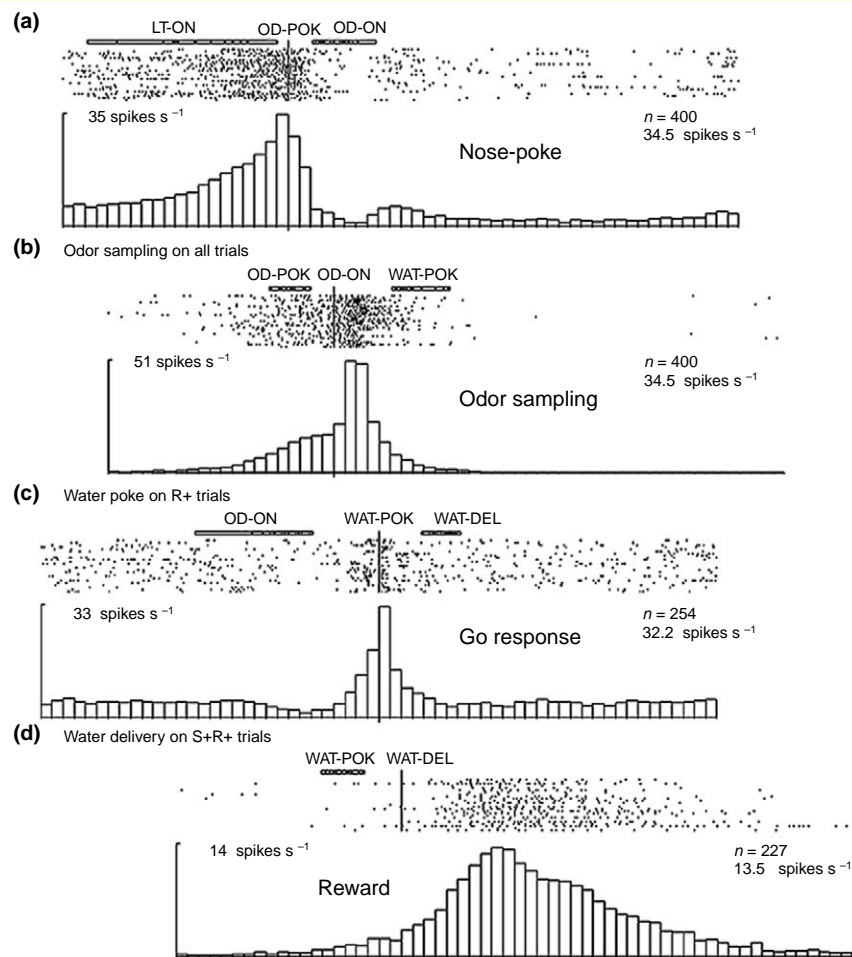 (a)
LT-ON OD-POK OD-ON
35 spikes s −1
n = 400
34.5 spikes s −1
Nose-poke
(b) Odor sampling on all trials
OD-POK OD-ON WAT-POK
51 spikes s −1
n = 400
34.5 spikes s −1
Odor sampling
(c) Water poke on R+ trials
OD-ON WAT-POK WAT-DEL
33 spikes s −1
n = 254
32.2 spikes s −1
Go response
(d) Water delivery on S+R+ trials
WAT-POK WAT-DEL
14 spikes s −1
n = 227
13.5 spikes s −1
Reward